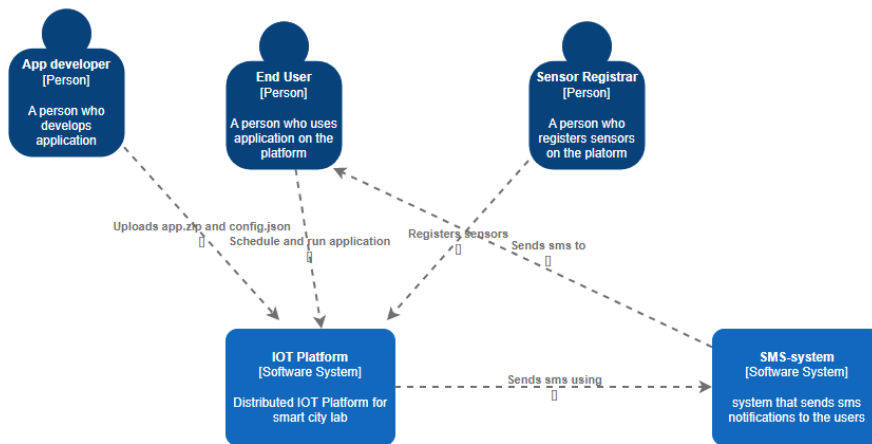 App developer
[Person]
A person who
develops
application
End User
[Person]
A person who uses
application on the
platform
Sensor Registrar
[Person]
A person who
registers sensors
on the platorm
Uploads app.zip and config.json
[]
Schedule and run application
[]
Registers sensors
[]
Sends sms to
[]
IOT Platform
[Software System]
Distributed IOT Platform for
smart city lab
Sends sms using
[]
SMS-system
[Software System]
system that sends sms
notifications to the users